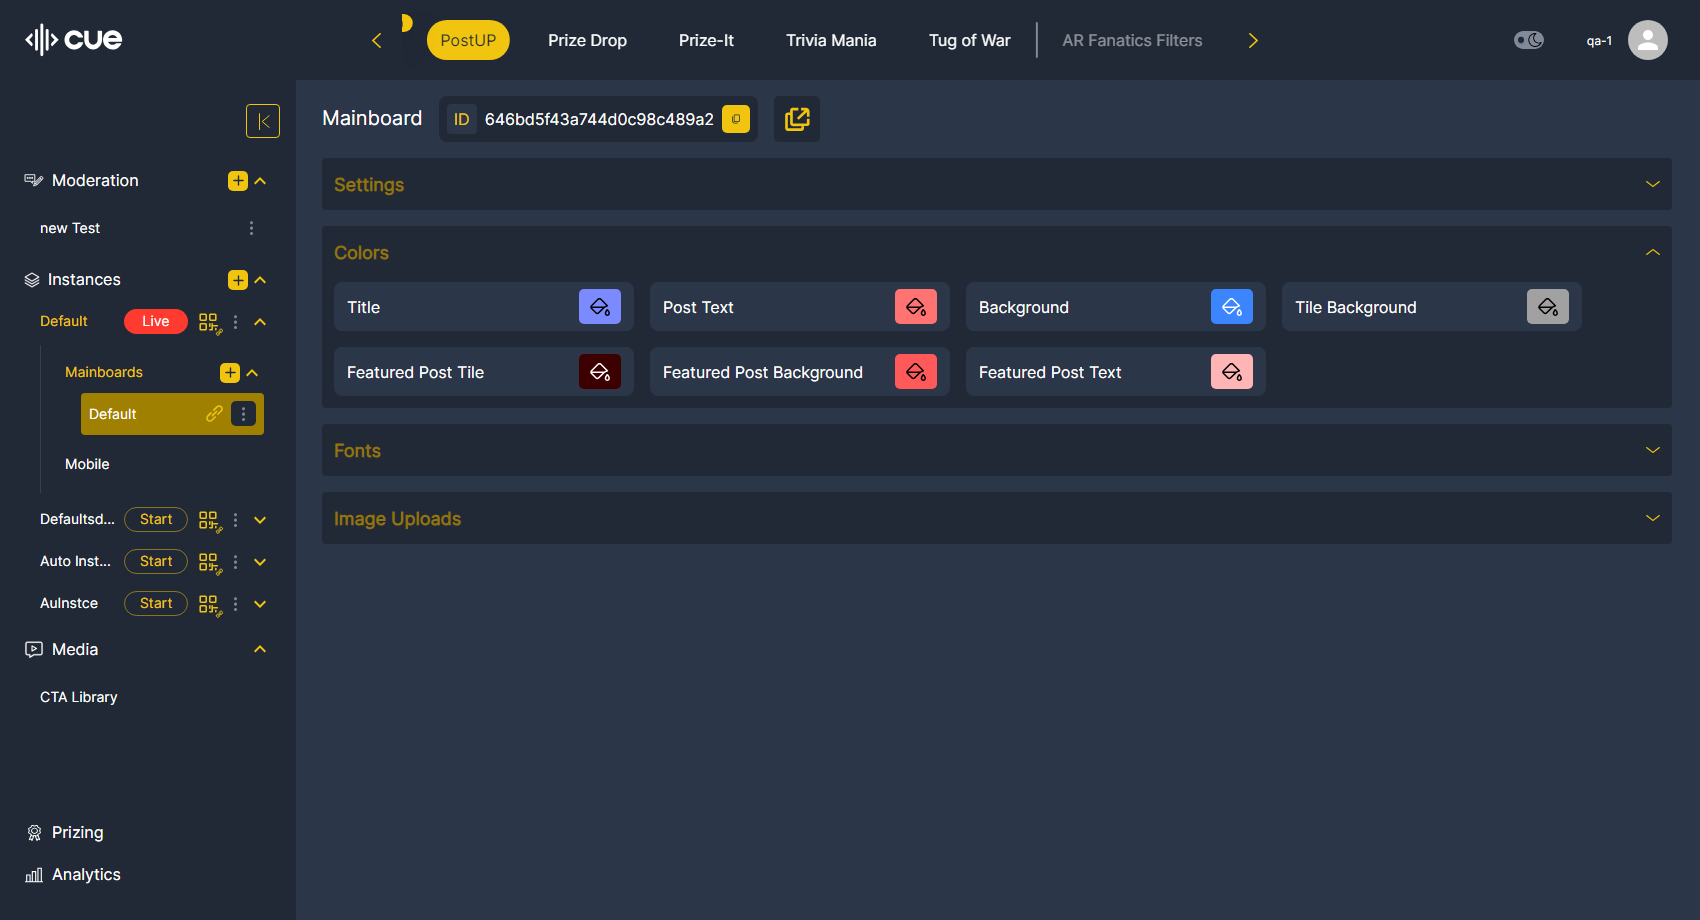 cue
PostUP
Prize Drop
Prize-It
Trivia Mania
Tug of War
AR Fanatics Filters
qa-1
Mainboard
ID 646bd5f43a744d0c98c489a2
Moderation
new Test
Instances
Default Live
Mainboards
Default
Mobile
Defaultsd... Start
Auto Inst... Start
AuInstce Start
Media
CTA Library
Prizing
Analytics
Settings
Colors
Title
Post Text
Background
Tile Background
Featured Post Tile
Featured Post Background
Featured Post Text
Fonts
Image Uploads